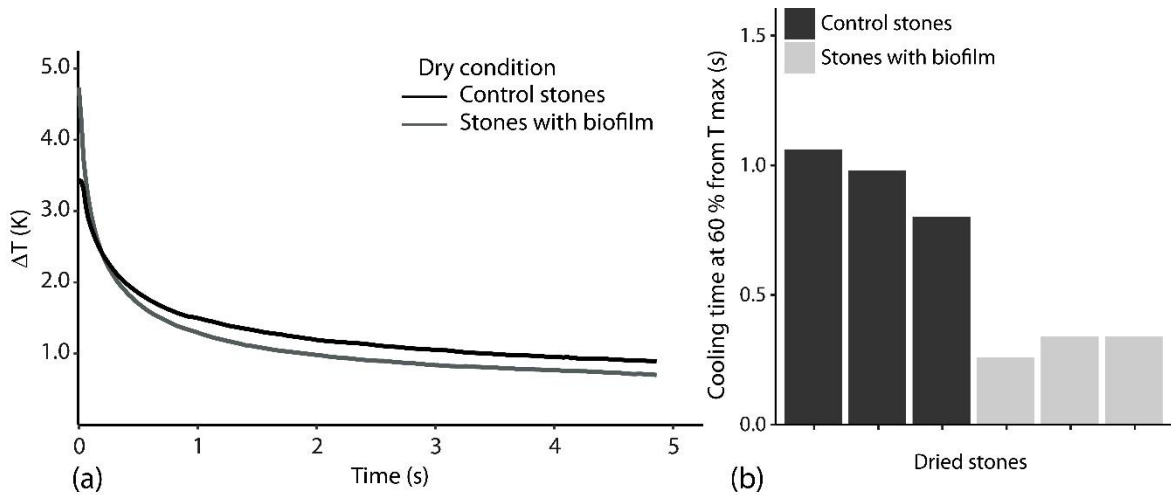 5.0
4.0
3.0
2.0
1.0
ΔT (K)
Dry condition
Control stones
Stones with biofilm
0
1
2
3
4
5
Time (s)
(a)
Control stones
Stones with biofilm
1.5
1.0
0.5
0.0
Cooling time at 60 % from T max (s)
Dried stones
(b)